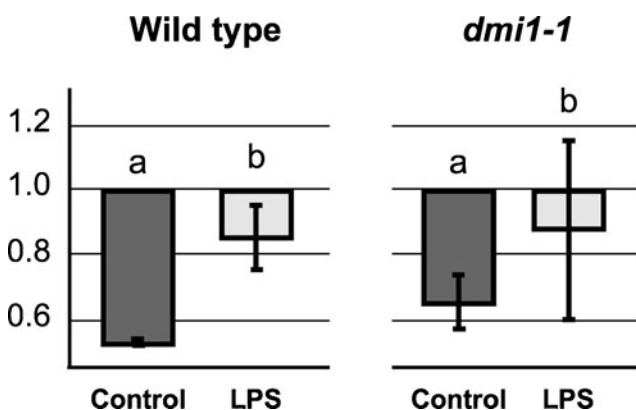 Wild type dmi1-1
1.2
a b a b
1.0
0.8
0.6
Control LPS Control LPS